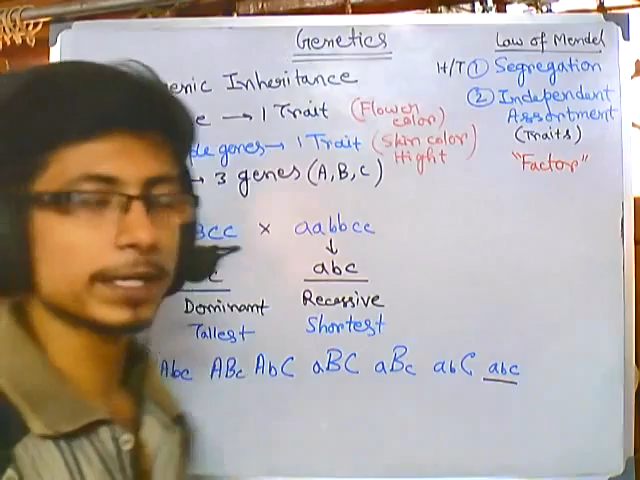 Genetics
Law of Mendel
H/T ① Segregation
② Independent
Assortment
(Traits)
"Factor"
enic Inheritance
e → 1 Trait (Flower
color)
ple genes → 1 Trait (Skin color)
Hight
→ 3 genes (A, B, C)
BCC × aabbcc
↓
c abc
Dominant Recessive
Tallest Shortest
Abc ABc AbC aBC aBc abC abc